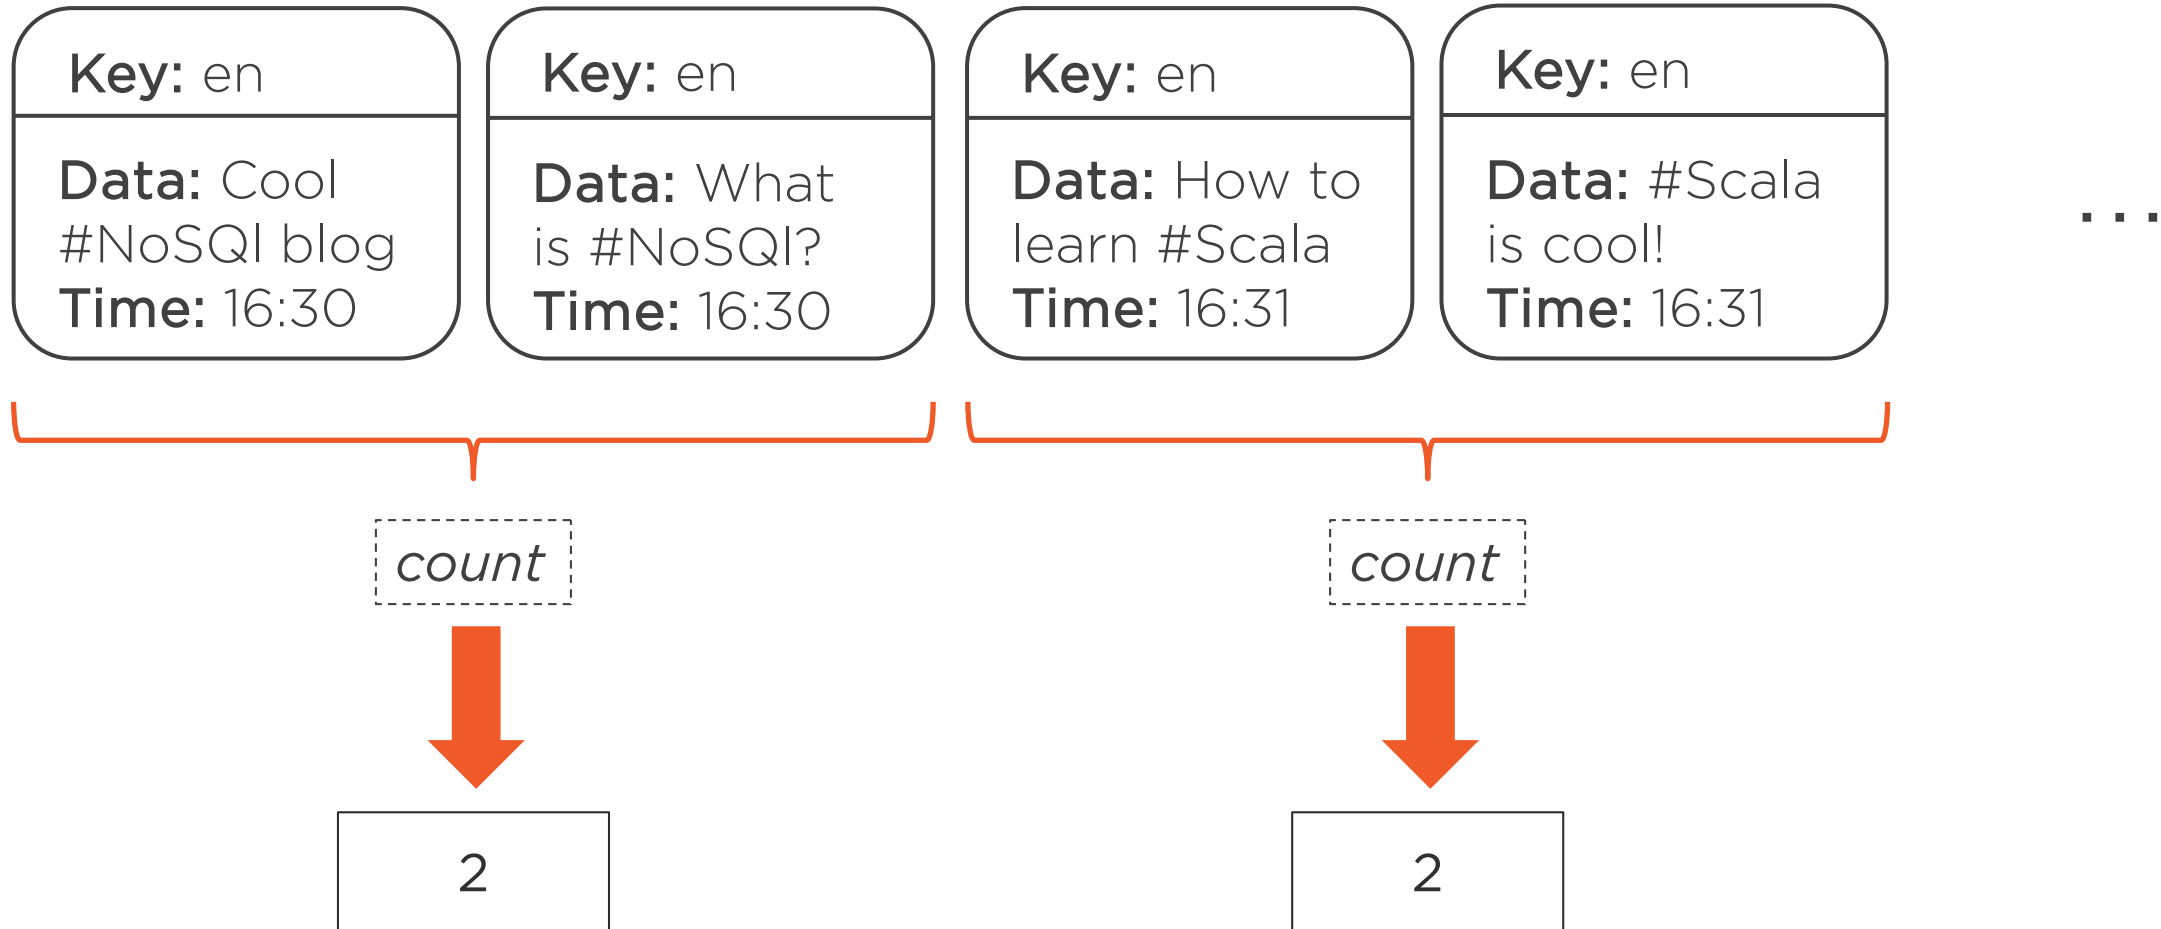 Key: en
Data: Cool
#NoSQl blog
Time: 16:30
Key: en
Data: What
is #NoSQl?
Time: 16:30
Key: en
Data: How to
learn #Scala
Time: 16:31
Key: en
Data: #Scala
is cool!
Time: 16:31
...
count
count
2
2